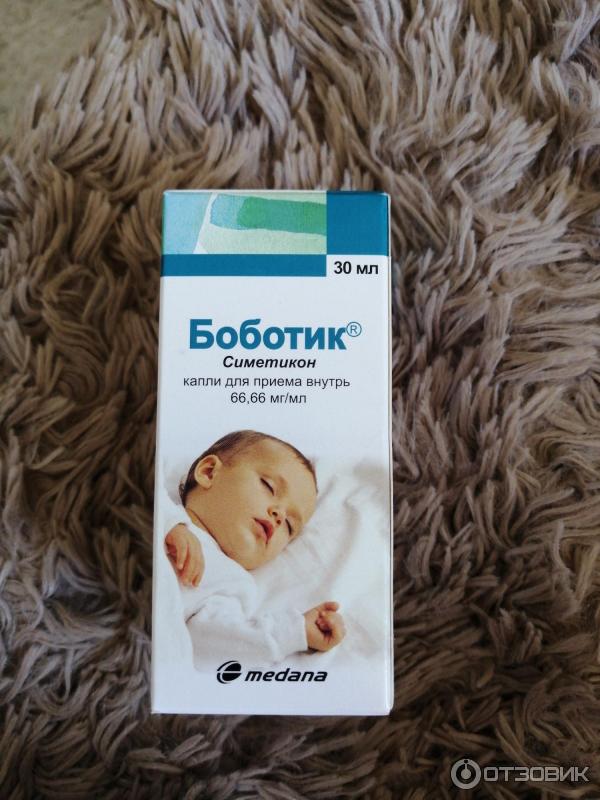 30 мл
Боботик®
Симетикон
капли для приема внутрь
66,66 мг/мл
medana
ОТЗОВИК